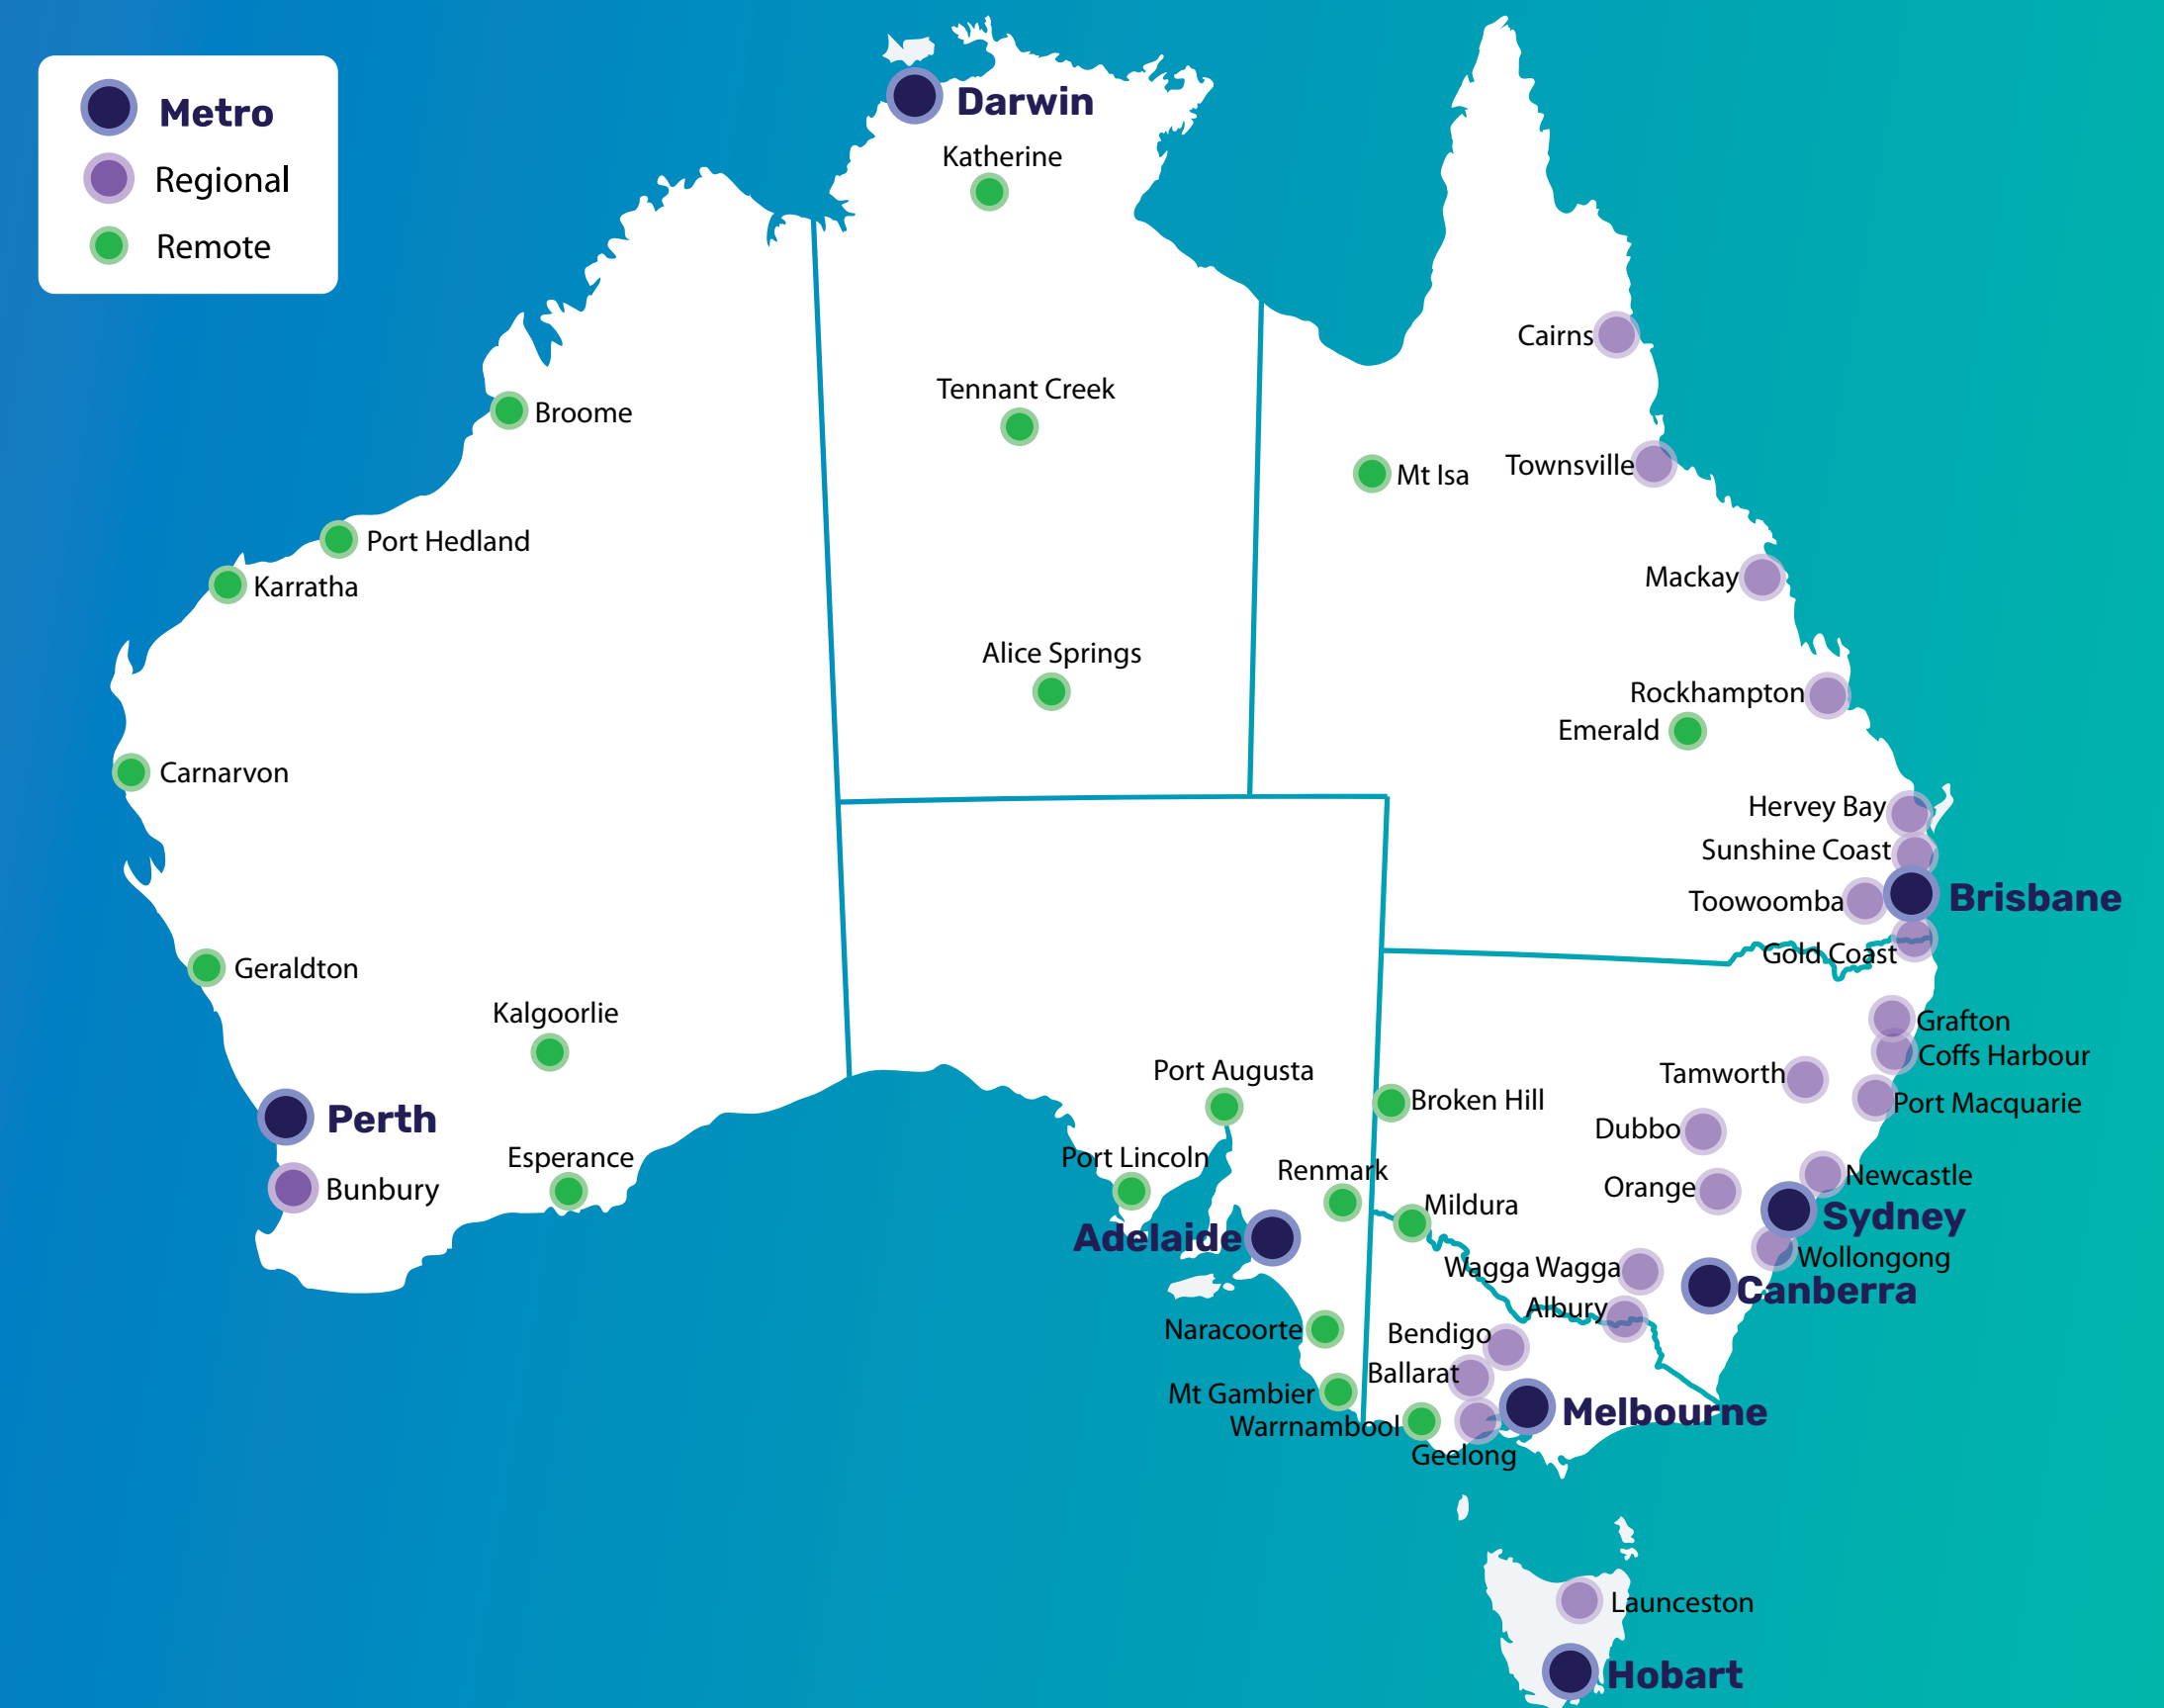 Metro
Regional
Remote
Darwin
Katherine
Cairns
Tennant Creek
Broome
Townsville
Mt Isa
Port Hedland
Karratha
Mackay
Alice Springs
Rockhampton
Emerald
Carnarvon
Hervey Bay
Sunshine Coast
Brisbane
Toowoomba
Gold Coast
Geraldton
Kalgoorlie
Grafton
Coffs Harbour
Port Augusta
Tamworth
Broken Hill
Port Macquarie
Perth
Dubbo
Esperance
Port Lincoln
Renmark
Newcastle
Bunbury
Orange
Mildura
Sydney
Adelaide
Wollongong
Wagga Wagga
Canberra
Albury
Naracoorte
Bendigo
Ballarat
Mt Gambier
Melbourne
Warrnambool
Geelong
Launceston
Hobart